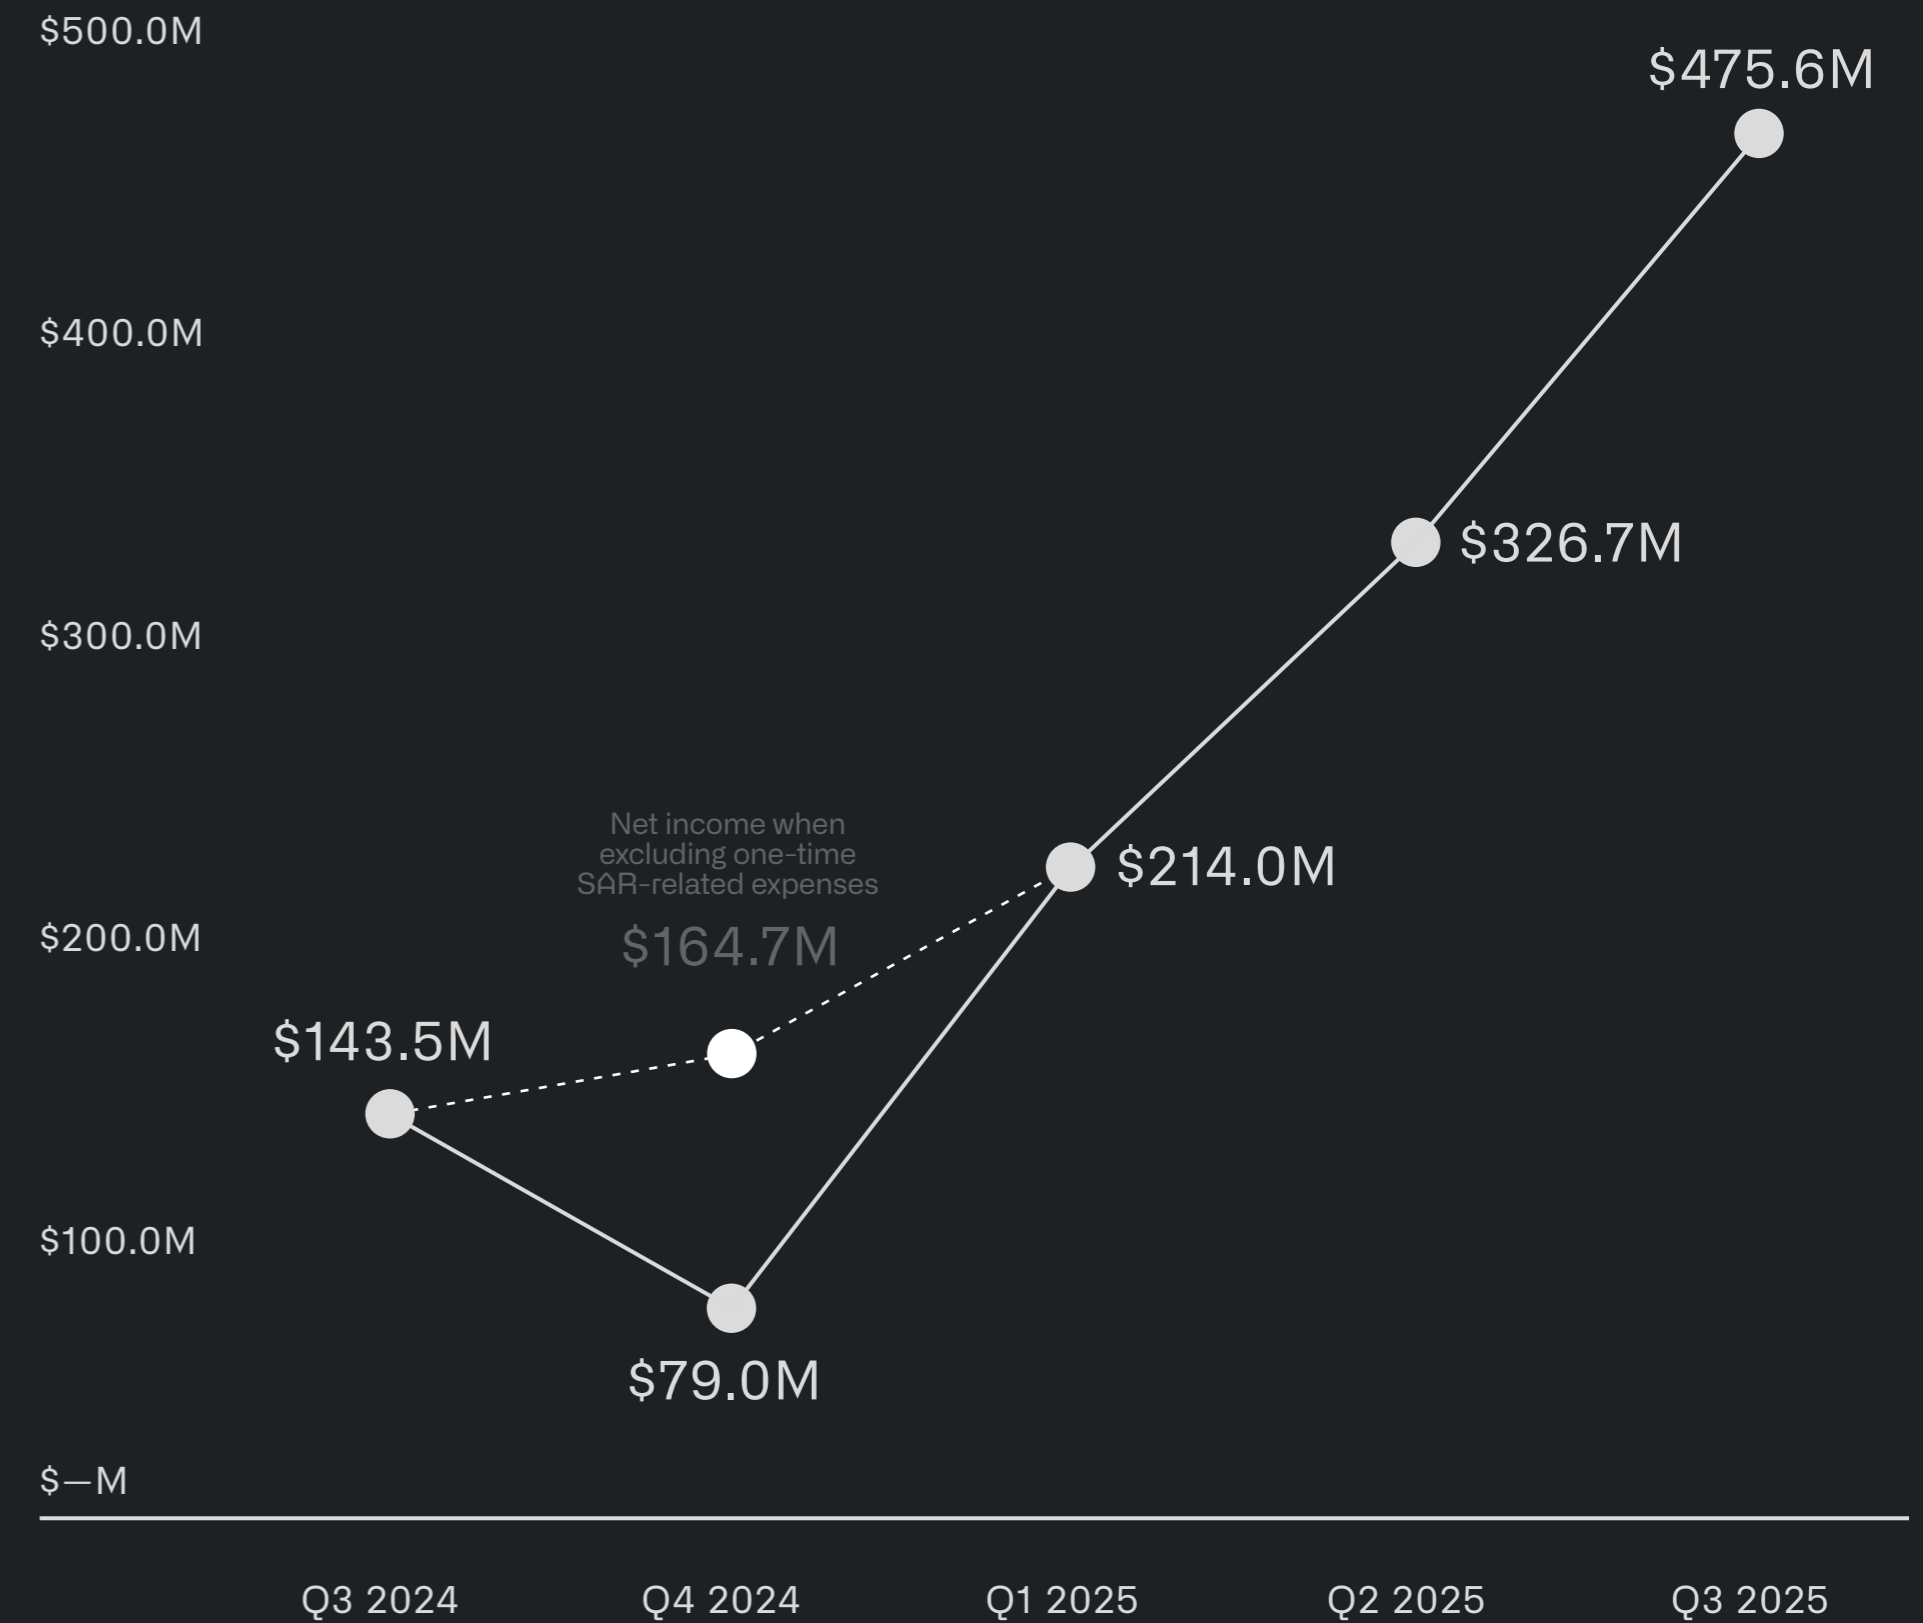 $500.0M
$475.6M
$400.0M
$326.7M
$300.0M
Net income when
excluding one-time
SAR-related expenses
$164.7M
$214.0M
$200.0M
$143.5M
$100.0M
$79.0M
$—M
Q3 2024
Q4 2024
Q1 2025
Q2 2025
Q3 2025